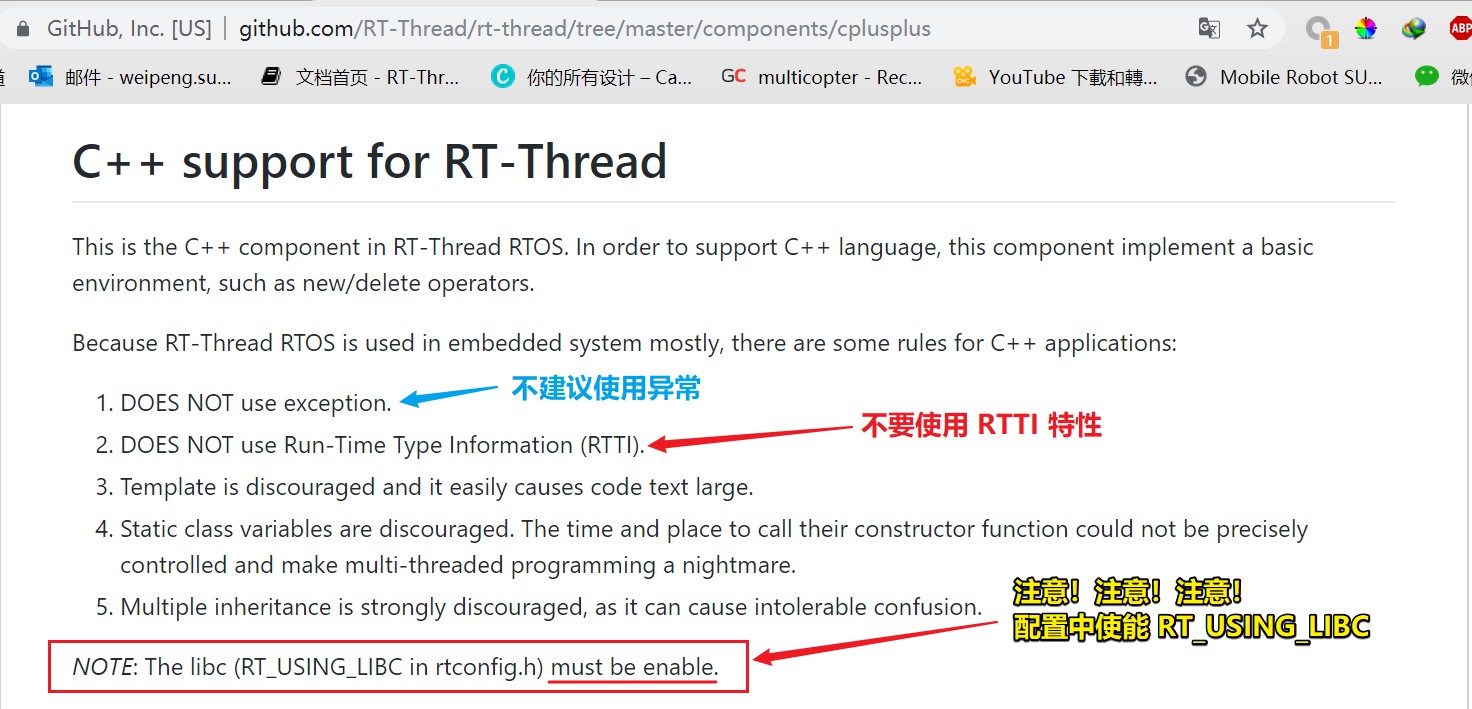 GitHub, Inc. [US] | github.com/RT-Thread/rt-thread/tree/master/components/cplusplus
1
ABP
邮件 - weipeng.su...
文档首页 - RT-Thr...
你的所有设计 – Ca...
GC multicopter - Rec...
YouTube 下載和轉...
Mobile Robot SU...
C++ support for RT-Thread
This is the C++ component in RT-Thread RTOS. In order to support C++ language, this component implement a basic
environment, such as new/delete operators.
Because RT-Thread RTOS is used in embedded system mostly, there are some rules for C++ applications:
1. DOES NOT use exception.
不建议使用异常
2. DOES NOT use Run-Time Type Information (RTTI).
不要使用 RTTI 特性
3. Template is discouraged and it easily causes code text large.
4. Static class variables are discouraged. The time and place to call their constructor function could not be precisely
controlled and make multi-threaded programming a nightmare.
5. Multiple inheritance is strongly discouraged, as it can cause intolerable confusion.
注意！注意！注意！
配置中使能 RT_USING_LIBC
NOTE: The libc (RT_USING_LIBC in rtconfig.h) must be enable.